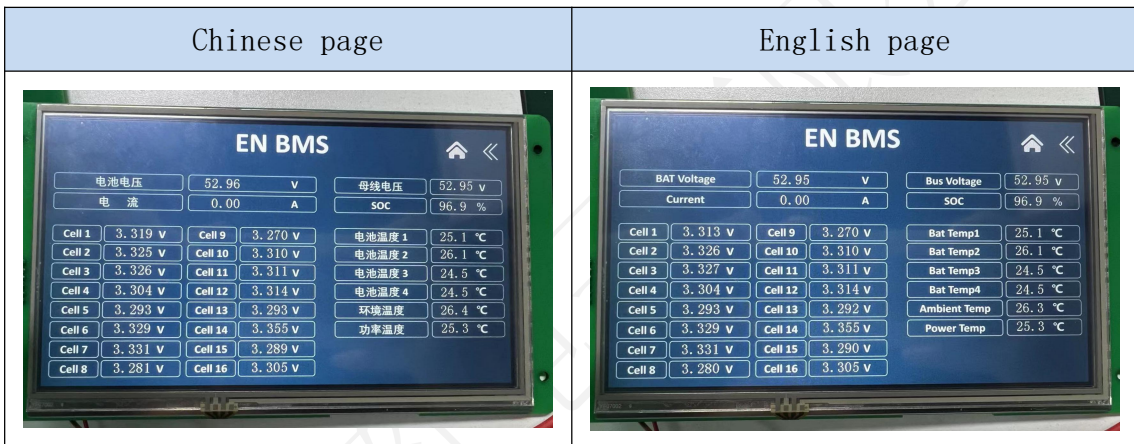 Chinese page
English page
EN BMS
电池电压 52.96 V 母线电压 52.95 V
电 流 0.00 A SOC 96.9 %
Cell 1 3.319 V Cell 9 3.270 V 电池温度 1 25.1 ℃
Cell 2 3.325 V Cell 10 3.310 V 电池温度 2 26.1 ℃
Cell 3 3.326 V Cell 11 3.311 V 电池温度 3 24.5 ℃
Cell 4 3.304 V Cell 12 3.314 V 电池温度 4 24.5 ℃
Cell 5 3.293 V Cell 13 3.293 V 环境温度 26.4 ℃
Cell 6 3.329 V Cell 14 3.355 V 功率温度 25.3 ℃
Cell 7 3.331 V Cell 15 3.289 V
Cell 8 3.281 V Cell 16 3.305 V
EN BMS
BAT Voltage 52.95 V Bus Voltage 52.95 V
Current 0.00 A SOC 96.9 %
Cell 1 3.313 V Cell 9 3.270 V Bat Temp1 25.1 ℃
Cell 2 3.326 V Cell 10 3.310 V Bat Temp2 26.1 ℃
Cell 3 3.327 V Cell 11 3.311 V Bat Temp3 24.5 ℃
Cell 4 3.304 V Cell 12 3.314 V Bat Temp4 24.5 ℃
Cell 5 3.293 V Cell 13 3.292 V Ambient Temp 26.3 ℃
Cell 6 3.329 V Cell 14 3.355 V Power Temp 25.3 ℃
Cell 7 3.331 V Cell 15 3.290 V
Cell 8 3.280 V Cell 16 3.305 V